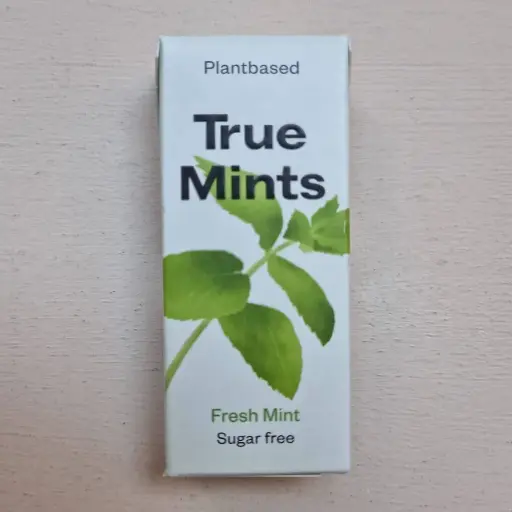 Plantbased
True
Mints
Fresh Mint
Sugar free